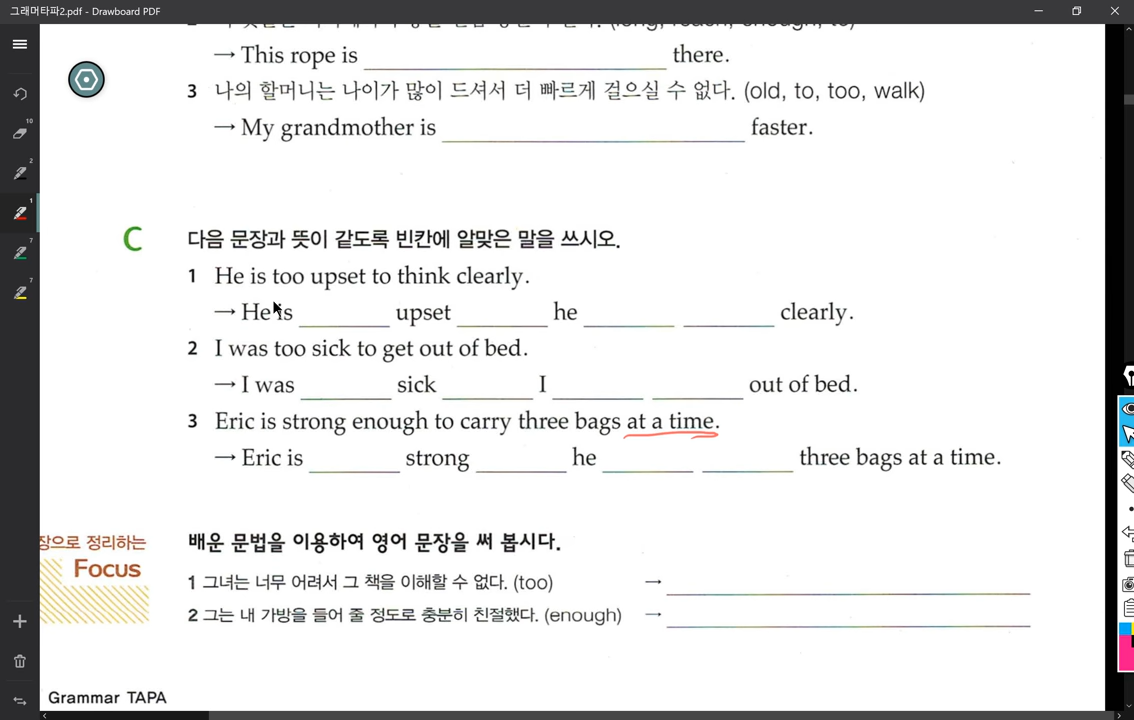 그래머타파2.pdf - Drawboard PDF
(long, reach, enough, to)
→ This rope is there.
3 나의 할머니는 나이가 많이 드셔서 더 빠르게 걸으실 수 없다. (old, to, too, walk)
→ My grandmother is faster.
C 다음 문장과 뜻이 같도록 빈칸에 알맞은 말을 쓰시오.
1 He is too upset to think clearly.
→ He is upset he clearly.
2 I was too sick to get out of bed.
→ I was sick I out of bed.
3 Eric is strong enough to carry three bags at a time.
→ Eric is strong he three bags at a time.
장으로 정리하는
Focus
배운 문법을 이용하여 영어 문장을 써 봅시다.
1 그녀는 너무 어려서 그 책을 이해할 수 없다. (too) →
2 그는 내 가방을 들어 줄 정도로 충분히 친절했다. (enough) →
Grammar TAPA
10
2
1
7
7